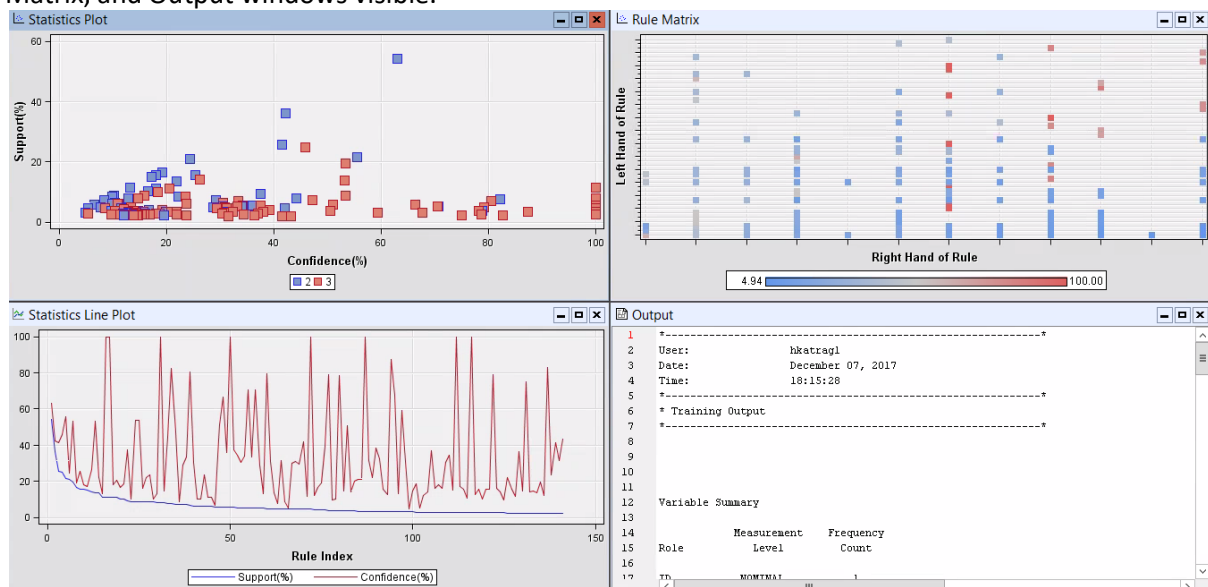 Matrix, and Output windows visible.
Statistics Plot
60
40
20
0
Support(%)
0 20 40 60 80 100
Confidence(%)
2 3
Rule Matrix
Left Hand of Rule
Right Hand of Rule
4.94 100.00
Statistics Line Plot
100
80
60
40
20
0
0 50 100 150
Rule Index
Support(%) Confidence(%)
Output
1 *------------------------------------------------------------*
2 User: hkatragl
3 Date: December 07, 2017
4 Time: 18:15:28
5 *------------------------------------------------------------*
6 * Training Output
7 *------------------------------------------------------------*
8
9
10
11
12 Variable Summary
13
14 Measurement Frequency
15 Role Level Count
16
17 ID NOMINAL 1